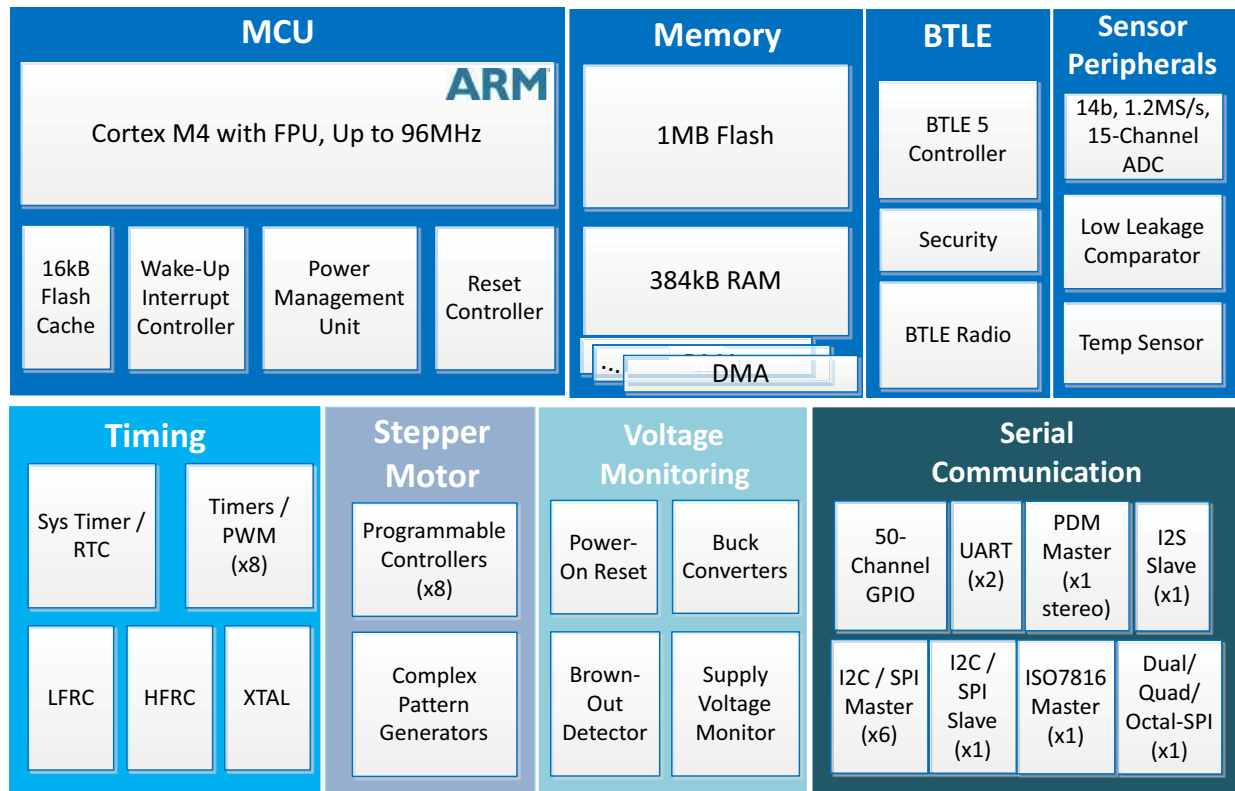 MCU
ARM
Cortex M4 with FPU, Up to 96MHz
16kB
Flash
Cache
Wake-Up
Interrupt
Controller
Power
Management
Unit
Reset
Controller
Memory
1MB Flash
384kB RAM
...
DMA
BTLE
BTLE 5
Controller
Security
BTLE Radio
Sensor
Peripherals
14b, 1.2MS/s,
15-Channel
ADC
Low Leakage
Comparator
Temp Sensor
Timing
Sys Timer /
RTC
Timers /
PWM
(x8)
LFRC
HFRC
XTAL
Stepper
Motor
Programmable
Controllers
(x8)
Complex
Pattern
Generators
Voltage
Monitoring
Power-
On Reset
Buck
Converters
Brown-
Out
Detector
Supply
Voltage
Monitor
Serial
Communication
50-
Channel
GPIO
UART
(x2)
PDM
Master
(x1
stereo)
I2S
Slave
(x1)
I2C / SPI
Master
(x6)
I2C /
SPI
Slave
(x1)
ISO7816
Master
(x1)
Dual/
Quad/
Octal-SPI
(x1)